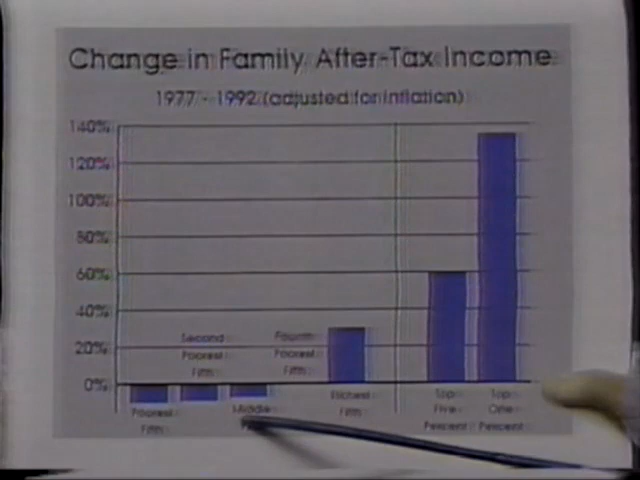 Change in Family After-Tax Income
1977 - 1992 (adjusted for inflation)
140%
120%
100%
80%
60%
40%
20%
0%
Second
Poorest
Fifth
Fourth
Poorest
Fifth
Poorest
Fifth
Middle
Richest
Fifth
Top
Five
Percent
Top
One
Percent